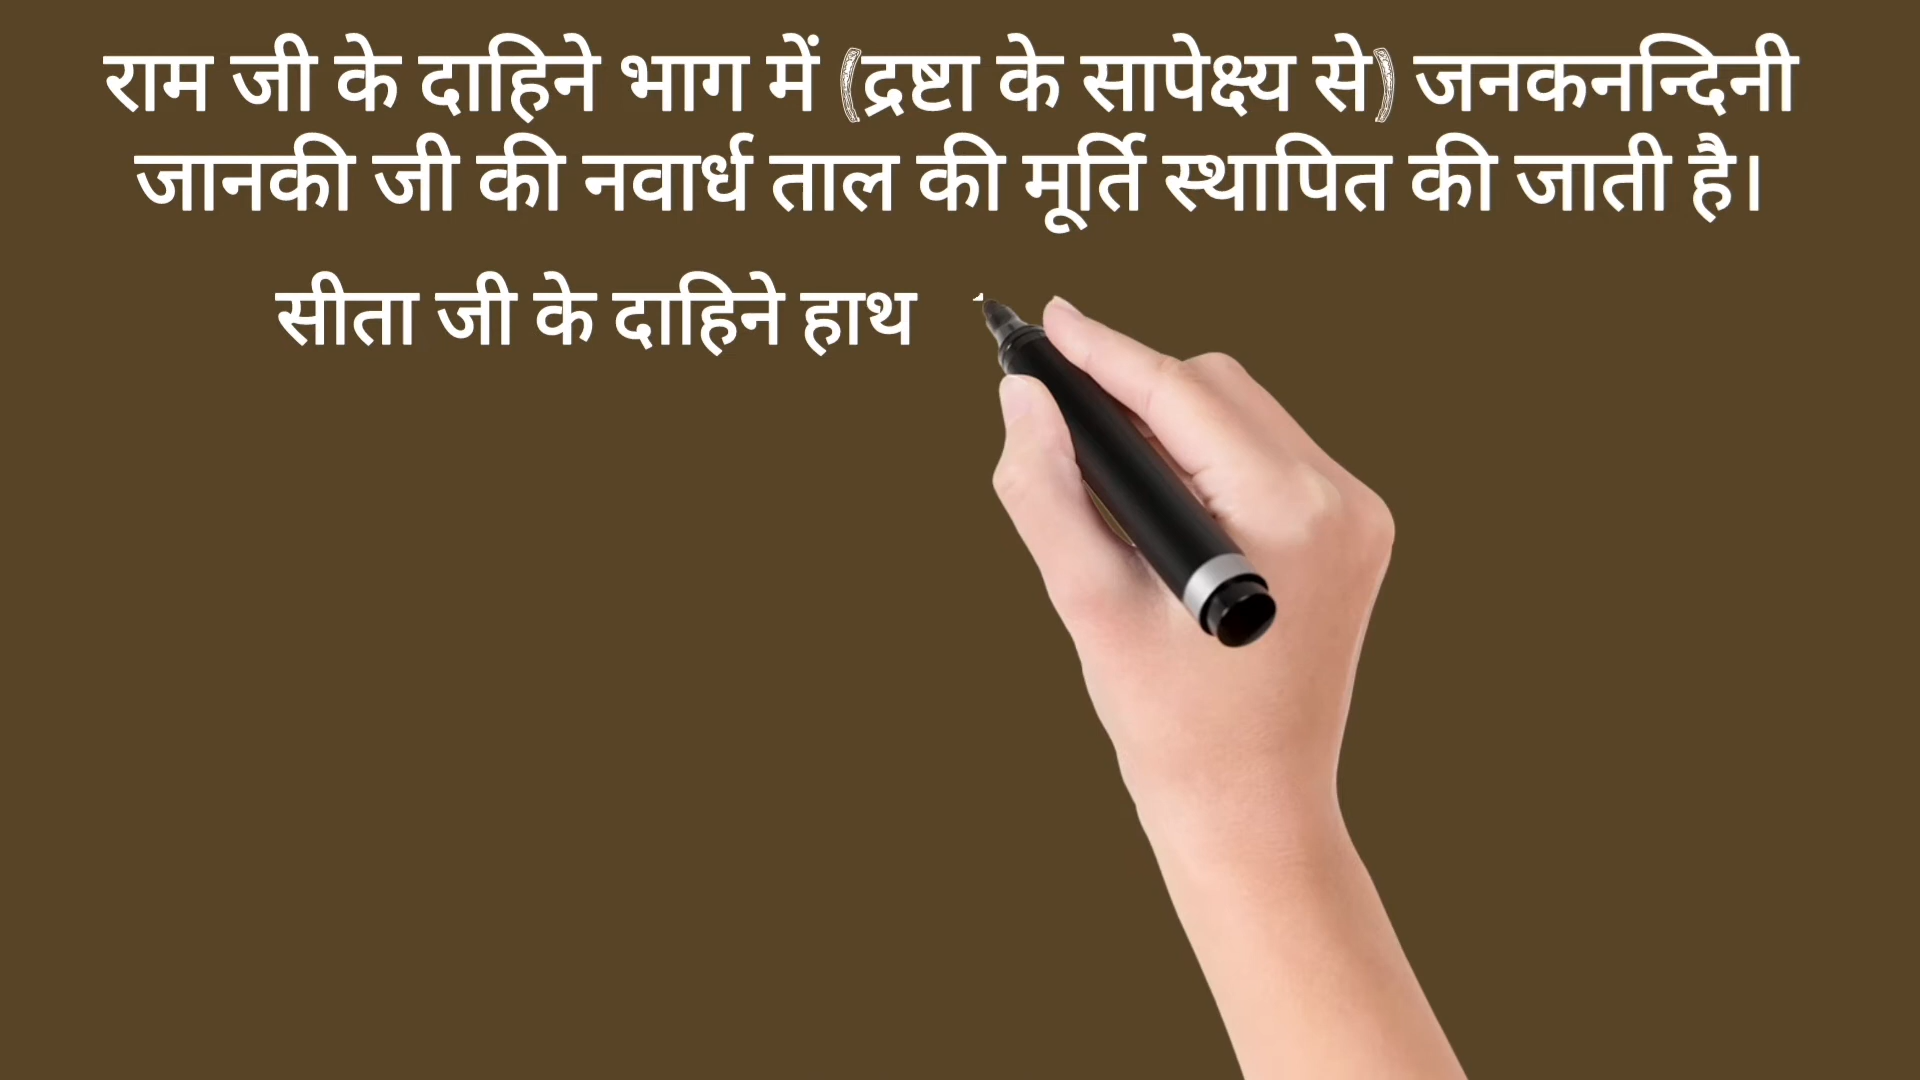 राम जी के दाहिने भाग में (द्रष्टा के सापेक्ष्य से) जनकनन्दिनी
जानकी जी की नवार्ध ताल की मूर्ति स्थापित की जाती है।
सीता जी के दाहिने हाथ